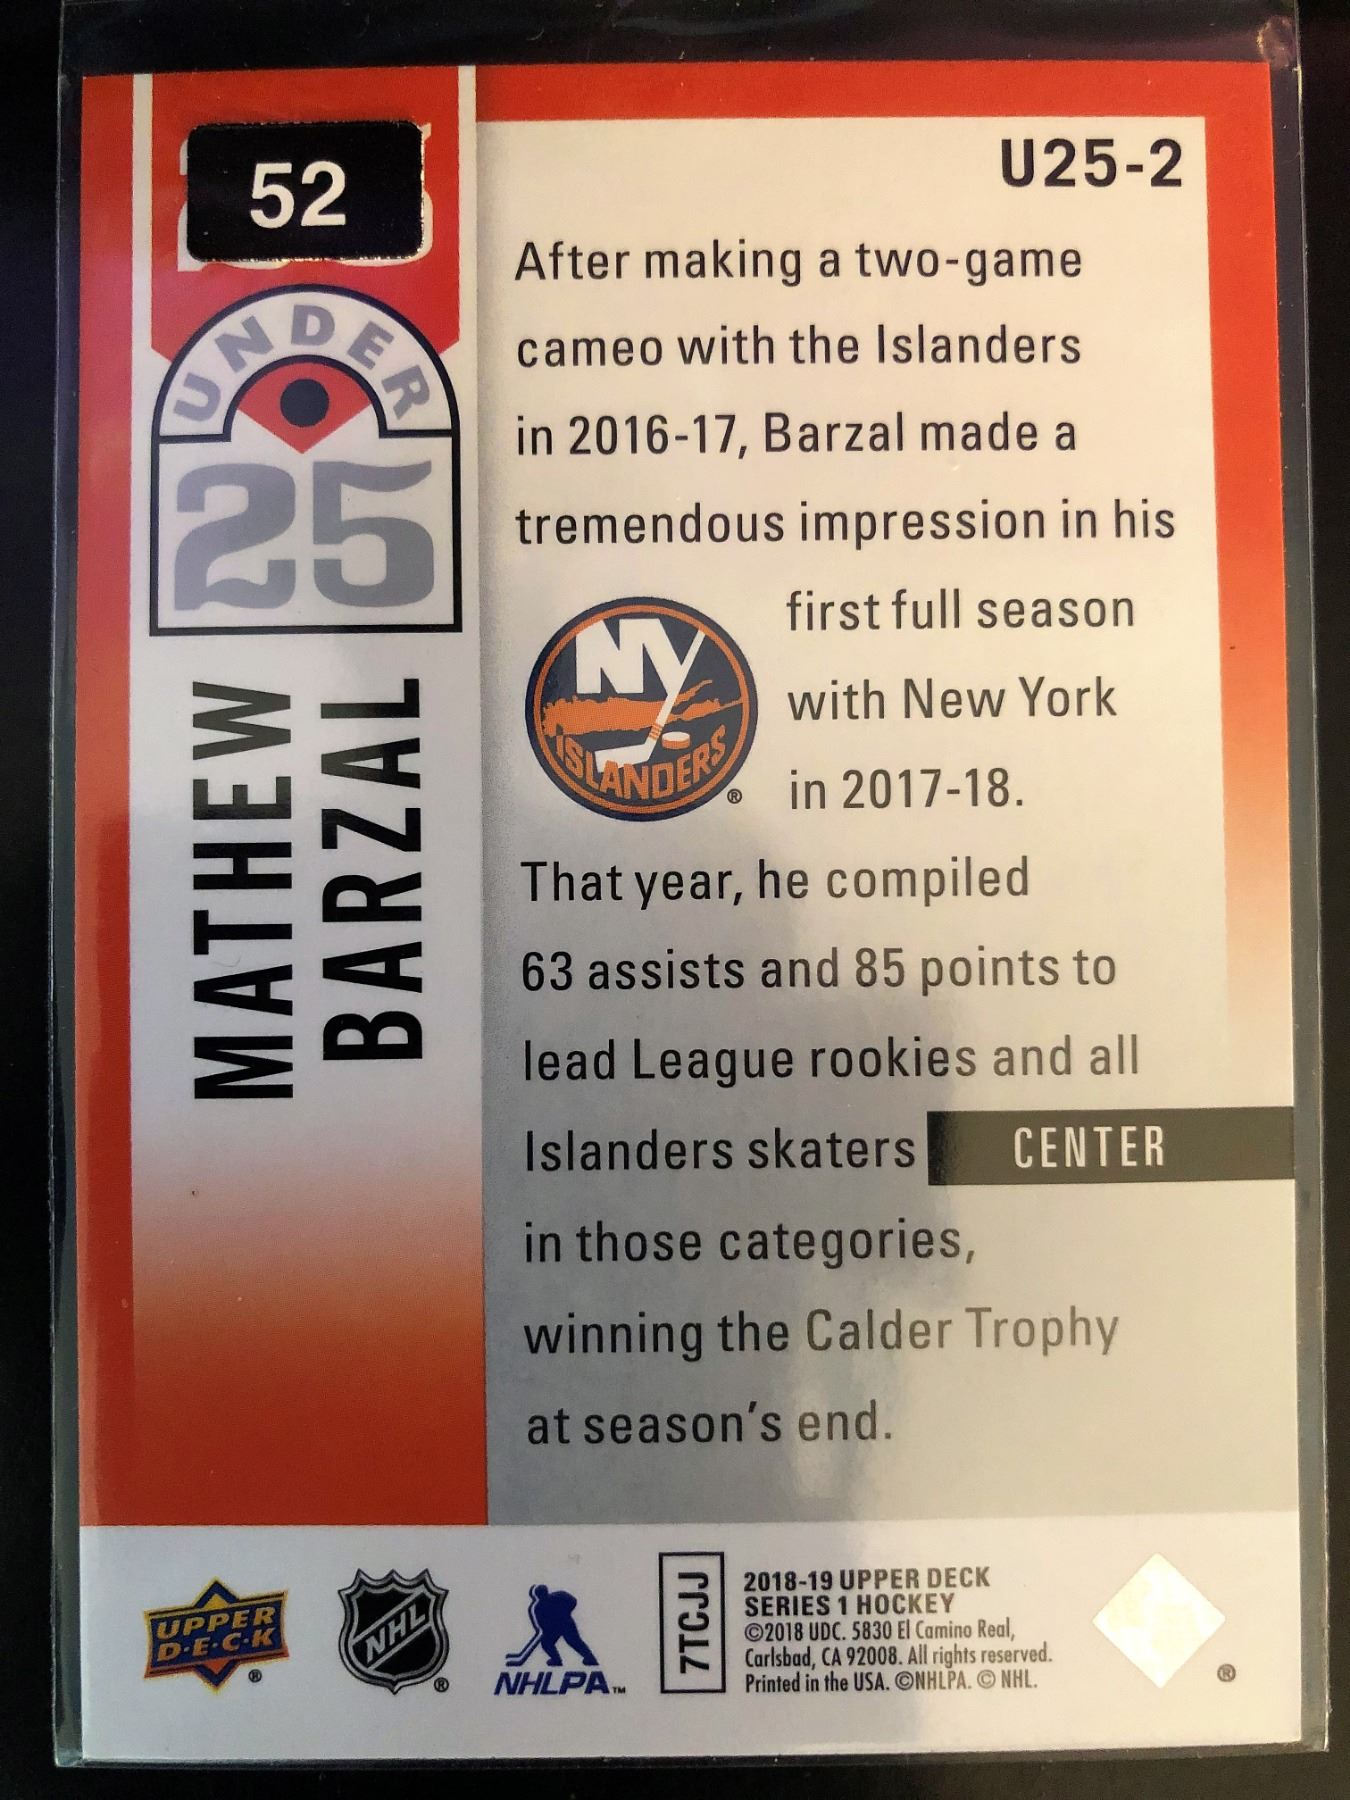 52
UNDER
25
MATHEW
BARZAL
U25-2
After making a two-game
cameo with the Islanders
in 2016-17, Barzal made a
tremendous impression in his
first full season
with New York
in 2017-18.
NY
ISLANDERS
®
That year, he compiled
63 assists and 85 points to
lead League rookies and all
Islanders skaters
CENTER
in those categories,
winning the Calder Trophy
at season's end.
UPPER
D•E•C•K
®
NHL
®
NHLPA™
7TCJJ
2018-19 UPPER DECK
SERIES 1 HOCKEY
©2018 UDC. 5830 El Camino Real,
Carlsbad, CA 92008. All rights reserved.
Printed in the USA. ©NHLPA. © NHL.
®